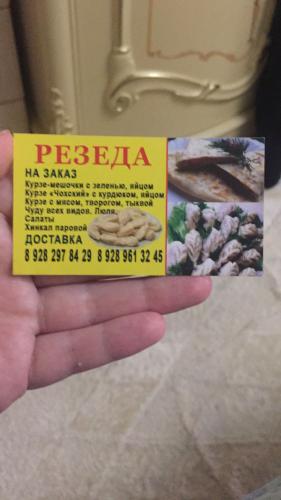 РЕЗЕДА
НА ЗАКАЗ
Курзе-мешочки с зеленью, яйцом
Курзе «Чохский» с курдюком, яйцом
Курзе с мясом, творогом, тыквой
Чуду всех видов. Люля.
Салаты
Хинкал паровой
ДОСТАВКА
8 928 297 84 29 8 928 961 32 45